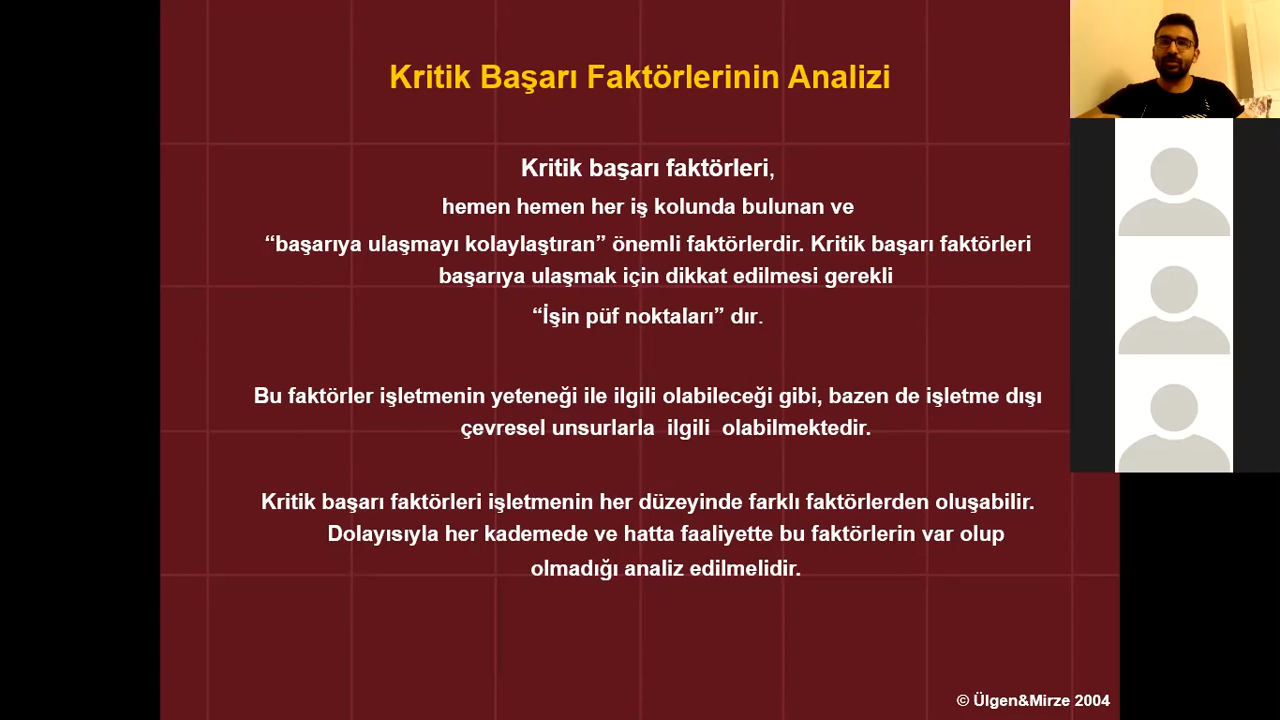 Kritik Başarı Faktörlerinin Analizi
Kritik başarı faktörleri,
hemen hemen her iş kolunda bulunan ve
“başarıya ulaşmayı kolaylaştıran” önemli faktörlerdir. Kritik başarı faktörleri
başarıya ulaşmak için dikkat edilmesi gerekli
“İşin püf noktaları” dır.
Bu faktörler işletmenin yeteneği ile ilgili olabileceği gibi, bazen de işletme dışı
çevresel unsurlarla ilgili olabilmektedir.
Kritik başarı faktörleri işletmenin her düzeyinde farklı faktörlerden oluşabilir.
Dolayısıyla her kademede ve hatta faaliyette bu faktörlerin var olup
olmadığı analiz edilmelidir.
© Ülgen&Mirze 2004